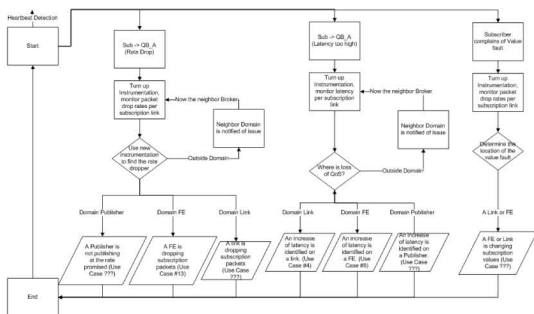 Heartbeat Detection
Start
Sub -> QB_A
(Rate Drop)
Sub -> QB_A
(Latency too high)
Subscriber
complains of Value
fault
Turn up
Instrumentation,
monitor packet
drop rates per
subscription link
Now the neighbor Broker
Turn up
Instrumentation,
monitor latency
per subscription
link
Now the neighbor Broker
Turn up
Instrumentation,
monitor packet
drop rates per
subscription link
Neighbor Domain
is notified of issue
Neighbor Domain
is notified of issue
Use new
instrumentation
to find the rate
dropper
Outside Domain
Where is loss of
QoS?
Outside Domain
Determine the
location of the
value fault
Domain Publisher
Domain FE
Domain Link
Domain Link
Domain FE
Domain Publisher
A Link or FE
A Publisher is
not publishing
at the rate
promised (Use
Case ???)
A FE is
dropping
subscription
packets (Use
Case #13)
A link is
dropping
subscription
packets (Use
Case ???)
An increase
of latency is
identified on
a link. (Use
Case #4)
An increase
of latency is
identified on
a FE. (Use
Case #8)
An increase of
latency is
identified on a
Publisher. (Use
Case ???)
A FE or Link
is changing
subscription
values (Use
Case ???)
End